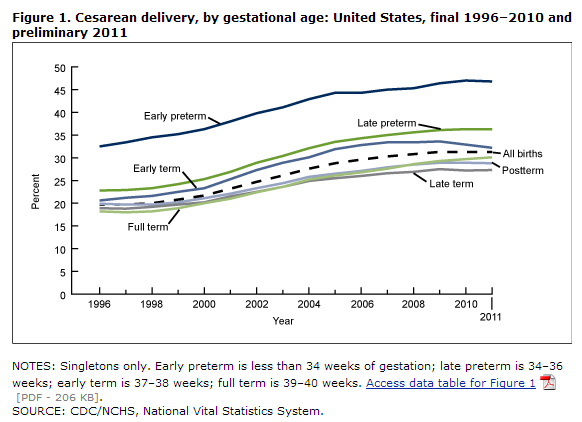 Figure 1. Cesarean delivery, by gestational age: United States, final 1996–2010 and
preliminary 2011
50
45
40
35
30
25
20
15
10
5
0
Percent
Early preterm
Late preterm
Early term
All births
Postterm
Late term
Full term
1996
1998
2000
2002
2004
2006
2008
2010
2011
Year
NOTES: Singletons only. Early preterm is less than 34 weeks of gestation; late preterm is 34–36
weeks; early term is 37–38 weeks; full term is 39–40 weeks. Access data table for Figure 1
[PDF - 206 KB].
SOURCE: CDC/NCHS, National Vital Statistics System.